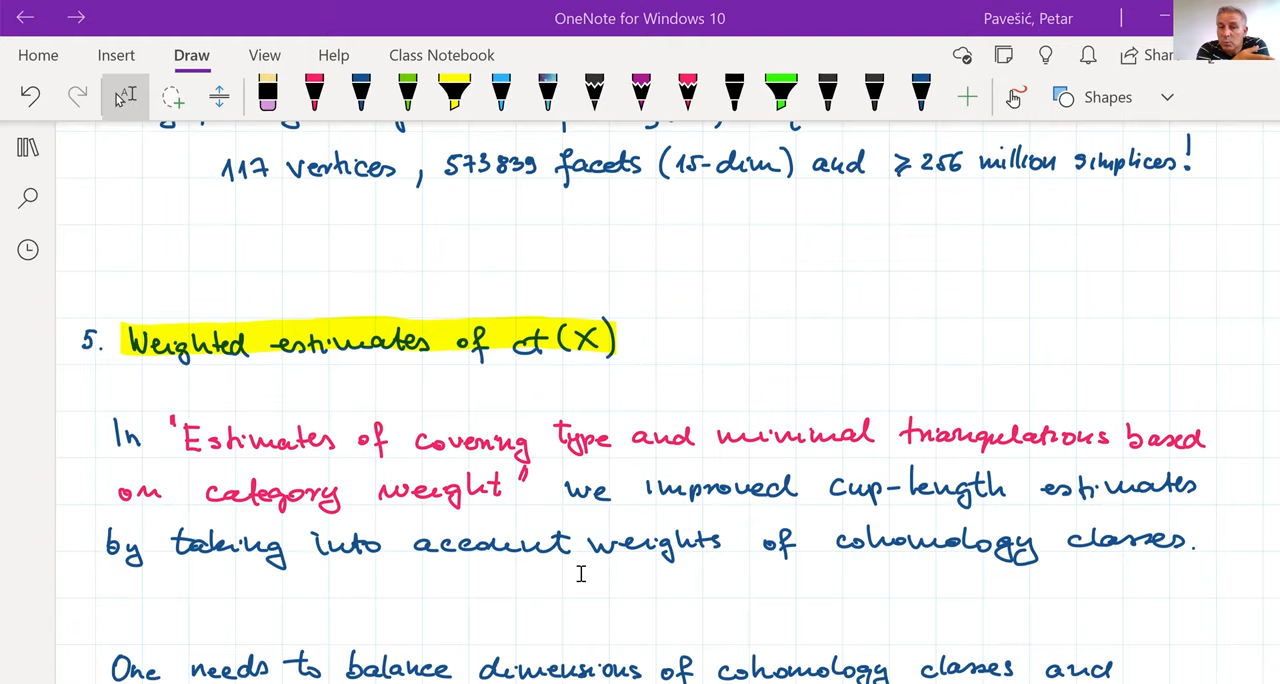 OneNote for Windows 10
Pavešić, Petar
Home Insert Draw View Help Class Notebook
Shapes
117 vertices, 573839 facets (15-dim) and ⩾ 256 million simplices!
5. Weighted estimates of ct(X)
In "Estimates of covering type and minimal triangulations based
on category weight" we improved cup-length estimates
by taking into account weights of cohomology classes.
One needs to balance dimensions of cohomology classes and